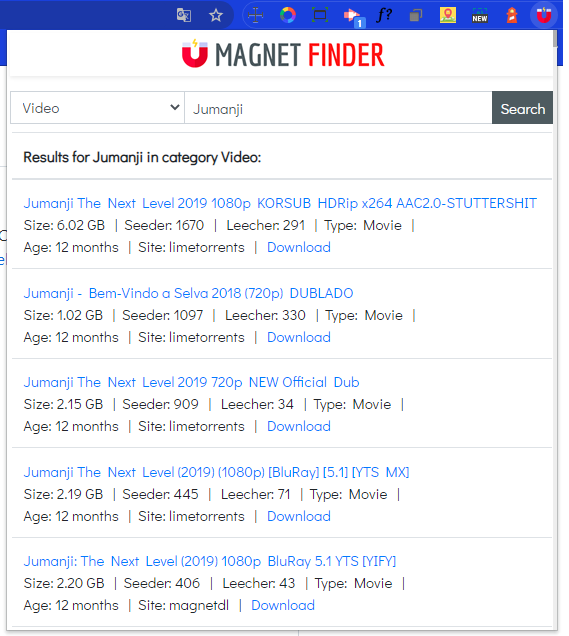 f?
1
NEW
MAGNET FINDER
Video
Jumanji
Search
Results for Jumanji in category Video:
Jumanji The Next Level 2019 1080p KORSUB HDRip x264 AAC2.0-STUTTERSHIT
Size: 6.02 GB | Seeder: 1670 | Leecher: 291 | Type: Movie |
Age: 12 months | Site: limetorrents | Download
Jumanji - Bem-Vindo a Selva 2018 (720p) DUBLADO
Size: 1.02 GB | Seeder: 1097 | Leecher: 330 | Type: Movie |
Age: 12 months | Site: limetorrents | Download
Jumanji The Next Level 2019 720p NEW Official Dub
Size: 2.15 GB | Seeder: 909 | Leecher: 34 | Type: Movie |
Age: 12 months | Site: limetorrents | Download
Jumanji The Next Level (2019) (1080p) [BluRay] [5.1] [YTS MX]
Size: 2.19 GB | Seeder: 445 | Leecher: 71 | Type: Movie |
Age: 12 months | Site: limetorrents | Download
Jumanji: The Next Level (2019) 1080p BluRay 5.1 YTS [YIFY]
Size: 2.20 GB | Seeder: 406 | Leecher: 43 | Type: Movie |
Age: 12 months | Site: magnetdl | Download